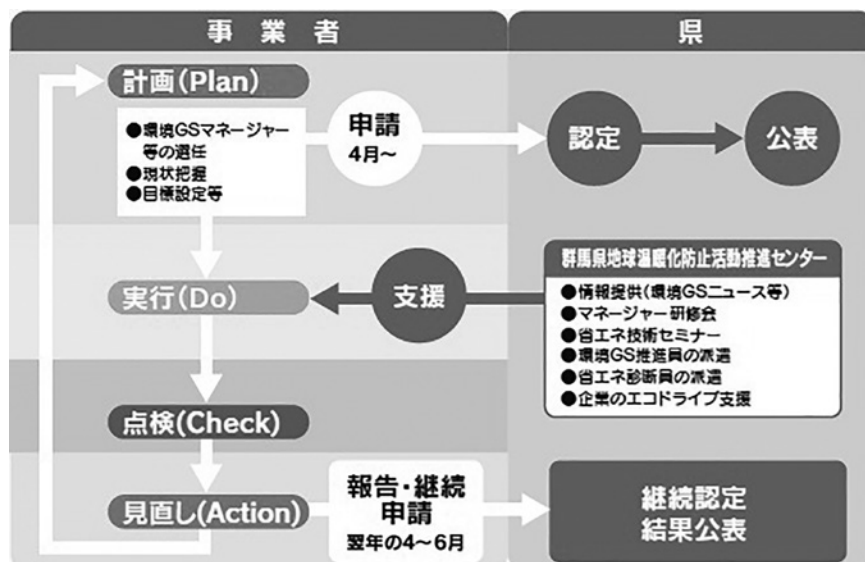 事業者
県
計画(Plan)
●環境GSマネージャー
等の選任
●現状把握
●目標設定等
申請
4月～
認定
公表
実行(Do)
支援
群馬県地球温暖化防止活動推進センター
●情報提供(環境GSニュース等)
●マネージャー研修会
●省エネ技術セミナー
●環境GS推進員の派遣
●省エネ診断員の派遣
●企業のエコドライブ支援
点検(Check)
見直し(Action)
報告・継続
申請
翌年の4～6月
継続認定
結果公表